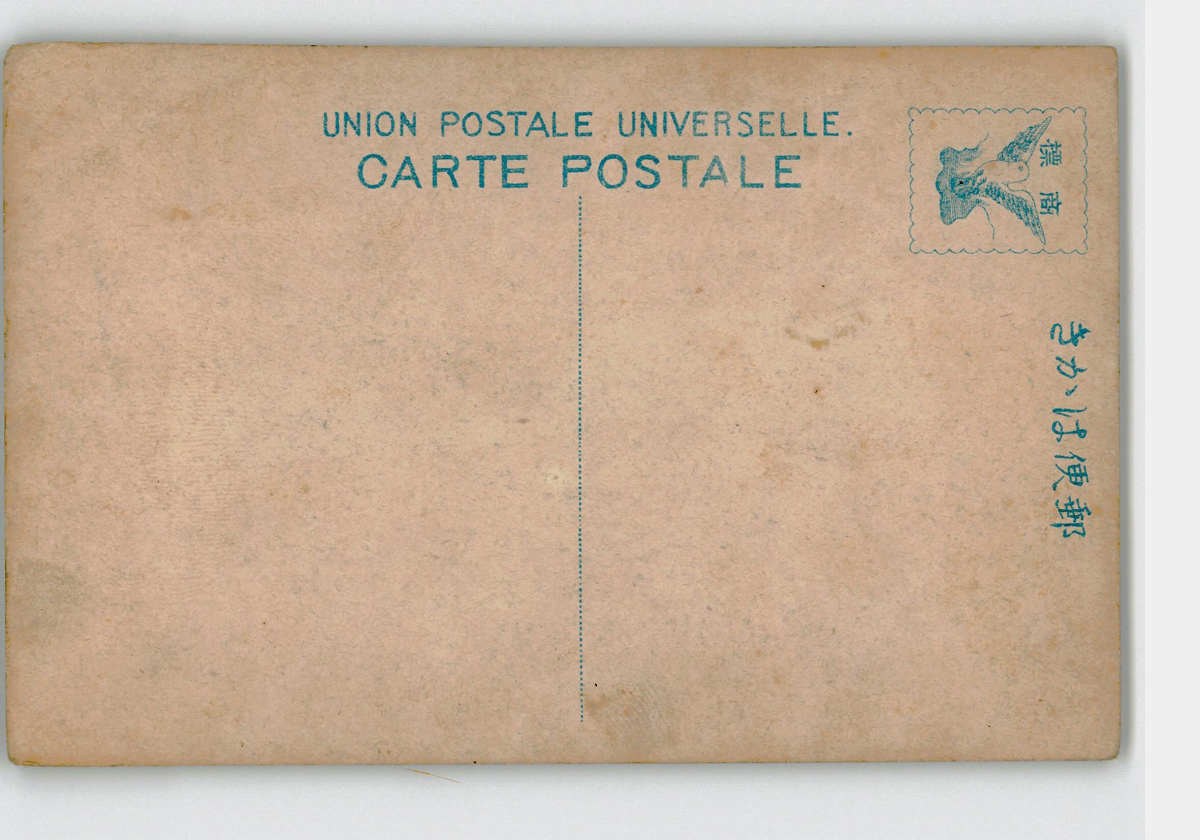 UNION POSTALE UNIVERSELLE.
CARTE POSTALE
商標
郵便はかき